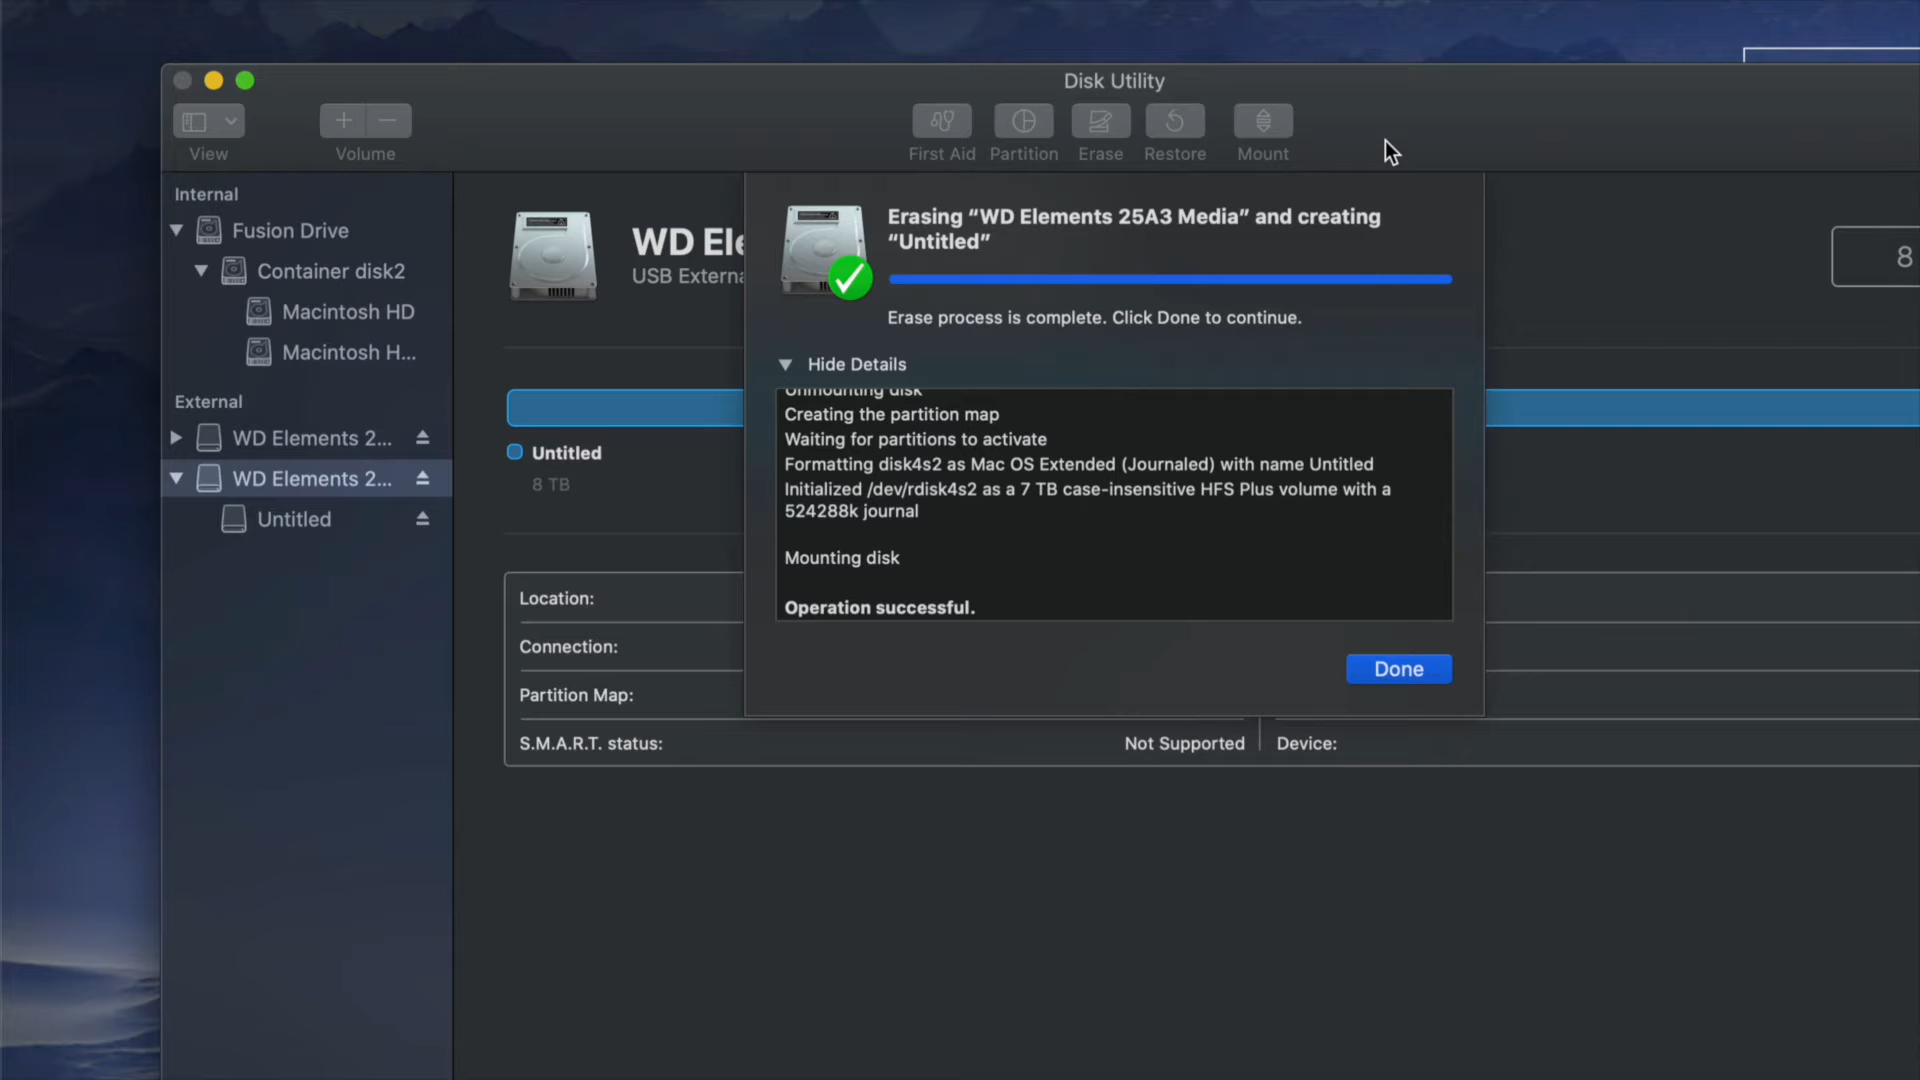 Disk Utility
View
Volume
First Aid
Partition
Erase
Restore
Mount
Internal
Fusion Drive
Container disk2
Macintosh HD
Macintosh H...
External
WD Elements 2...
WD Elements 2...
Untitled
WD Ele
USB Externa
8
Untitled
8 TB
Erasing “WD Elements 25A3 Media” and creating
“Untitled”
Erase process is complete. Click Done to continue.
Hide Details
Unmounting disk
Creating the partition map
Waiting for partitions to activate
Formatting disk4s2 as Mac OS Extended (Journaled) with name Untitled
Initialized /dev/rdisk4s2 as a 7 TB case-insensitive HFS Plus volume with a
524288k journal
Mounting disk
Operation successful.
Done
Location:
Connection:
Partition Map:
S.M.A.R.T. status:
Not Supported
Device: